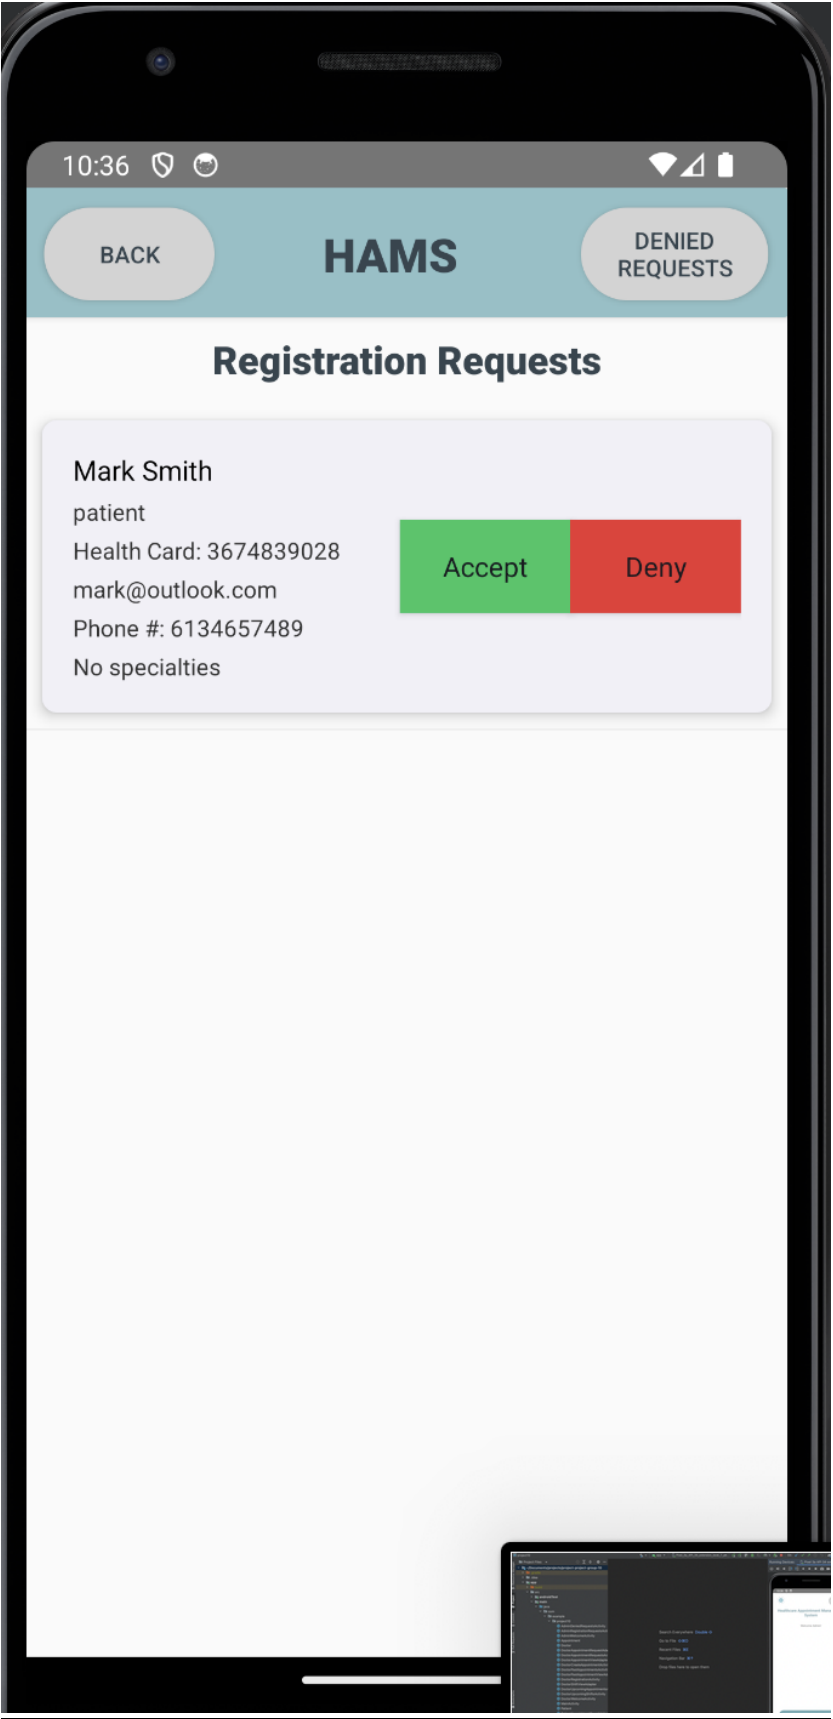 10:36
BACK
HAMS
DENIED
REQUESTS
Registration Requests
Mark Smith
patient
Health Card: 3674839028
mark@outlook.com
Phone #: 6134657489
No specialties
Accept
Deny